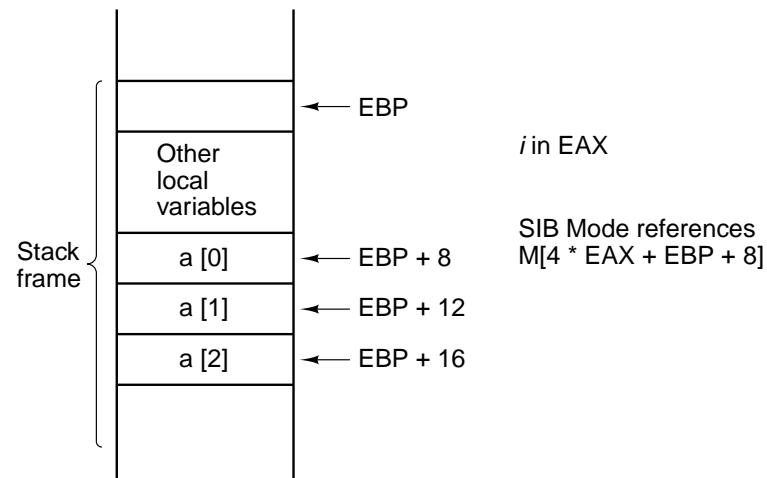 EBP
i in EAX
Other
local
variables
SIB Mode references
M[4 * EAX + EBP + 8]
Stack
frame
a [0]
EBP + 8
a [1]
EBP + 12
a [2]
EBP + 16